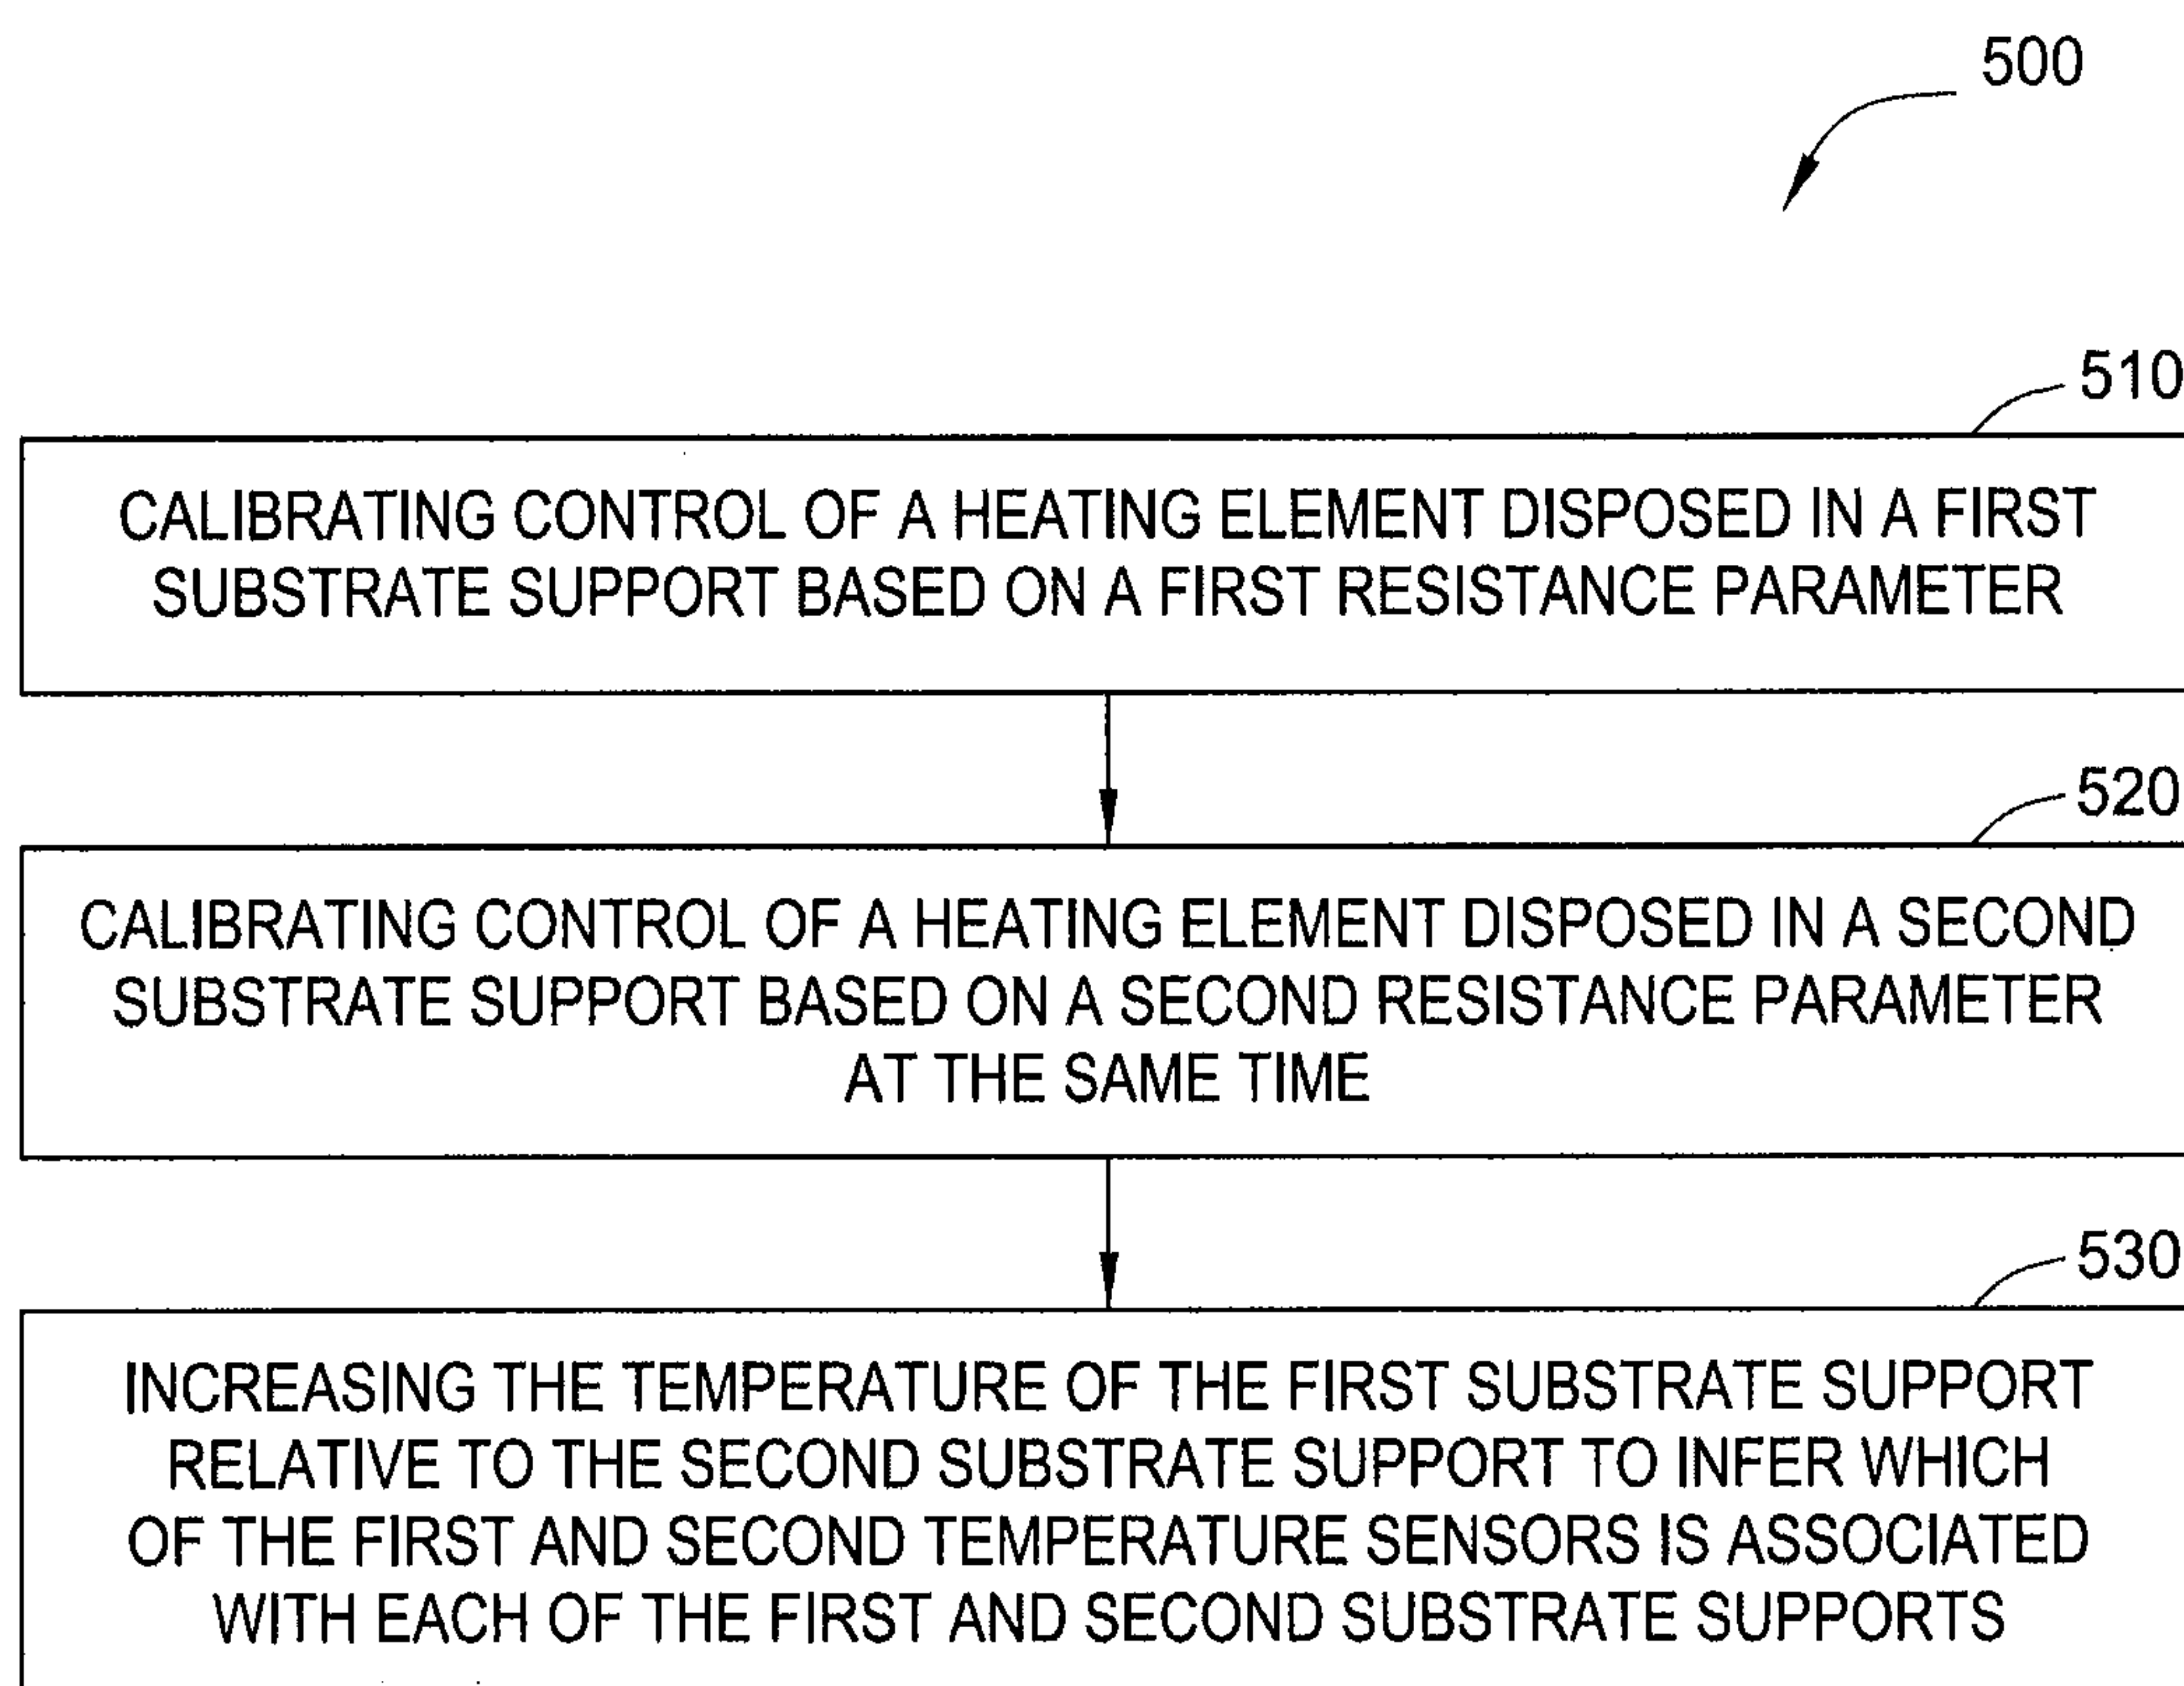 500
510
CALIBRATING CONTROL OF A HEATING ELEMENT DISPOSED IN A FIRST
SUBSTRATE SUPPORT BASED ON A FIRST RESISTANCE PARAMETER
520
CALIBRATING CONTROL OF A HEATING ELEMENT DISPOSED IN A SECOND
SUBSTRATE SUPPORT BASED ON A SECOND RESISTANCE PARAMETER
AT THE SAME TIME
530
INCREASING THE TEMPERATURE OF THE FIRST SUBSTRATE SUPPORT
RELATIVE TO THE SECOND SUBSTRATE SUPPORT TO INFER WHICH
OF THE FIRST AND SECOND TEMPERATURE SENSORS IS ASSOCIATED
WITH EACH OF THE FIRST AND SECOND SUBSTRATE SUPPORTS